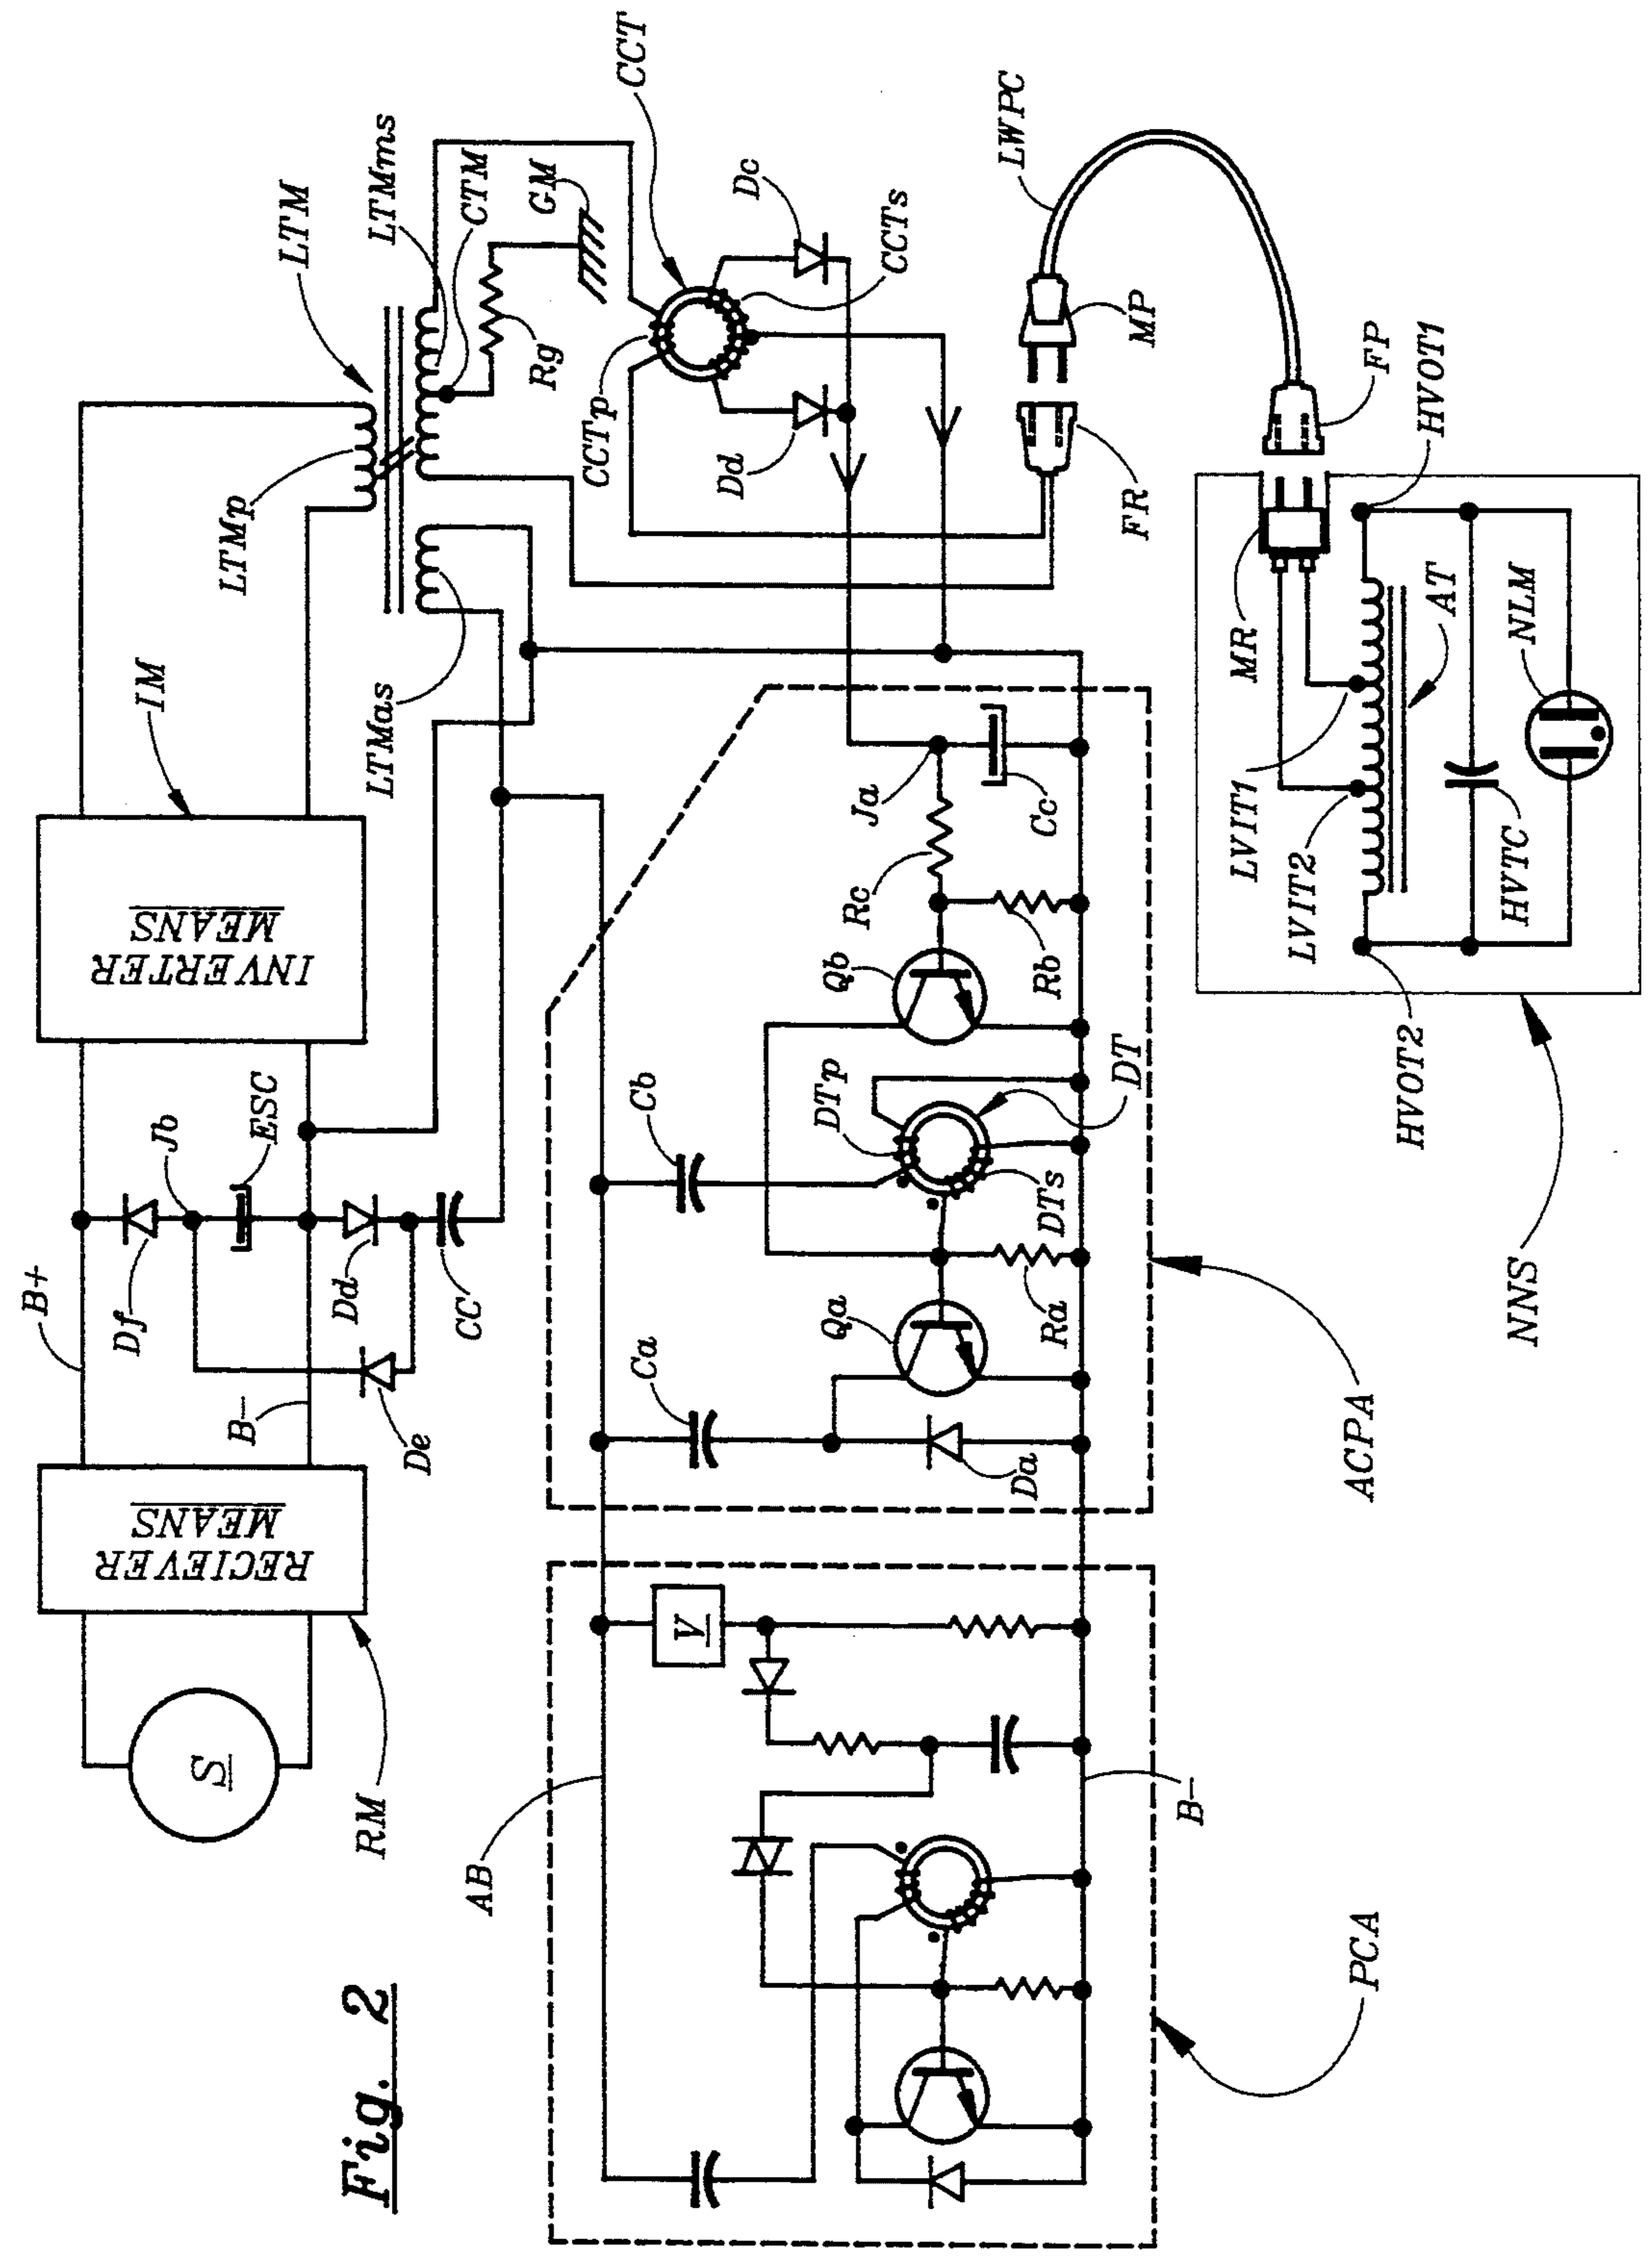 Fig. 2
S
RM
RECIEVER
MEANS
B+
B-
Df
Jb
ESC
De
Dd
CC
INVERTER
MEANS
IM
LTMp
LTM
LTMas
LTMms
CTM
Rg
GM
CCT
CCTp
CCTs
Dc
Dd
AB
V
B-
PCA
Ca
Cb
Qa
Da
Ra
DTp
DTs
DT
Qb
Rb
Rc
Ja
Cc
ACPA
FR
MP
LWPC
FP
MR
HVOT1
LVIT1
LVIT2
AT
HVTC
NLM
HVOT2
NNS